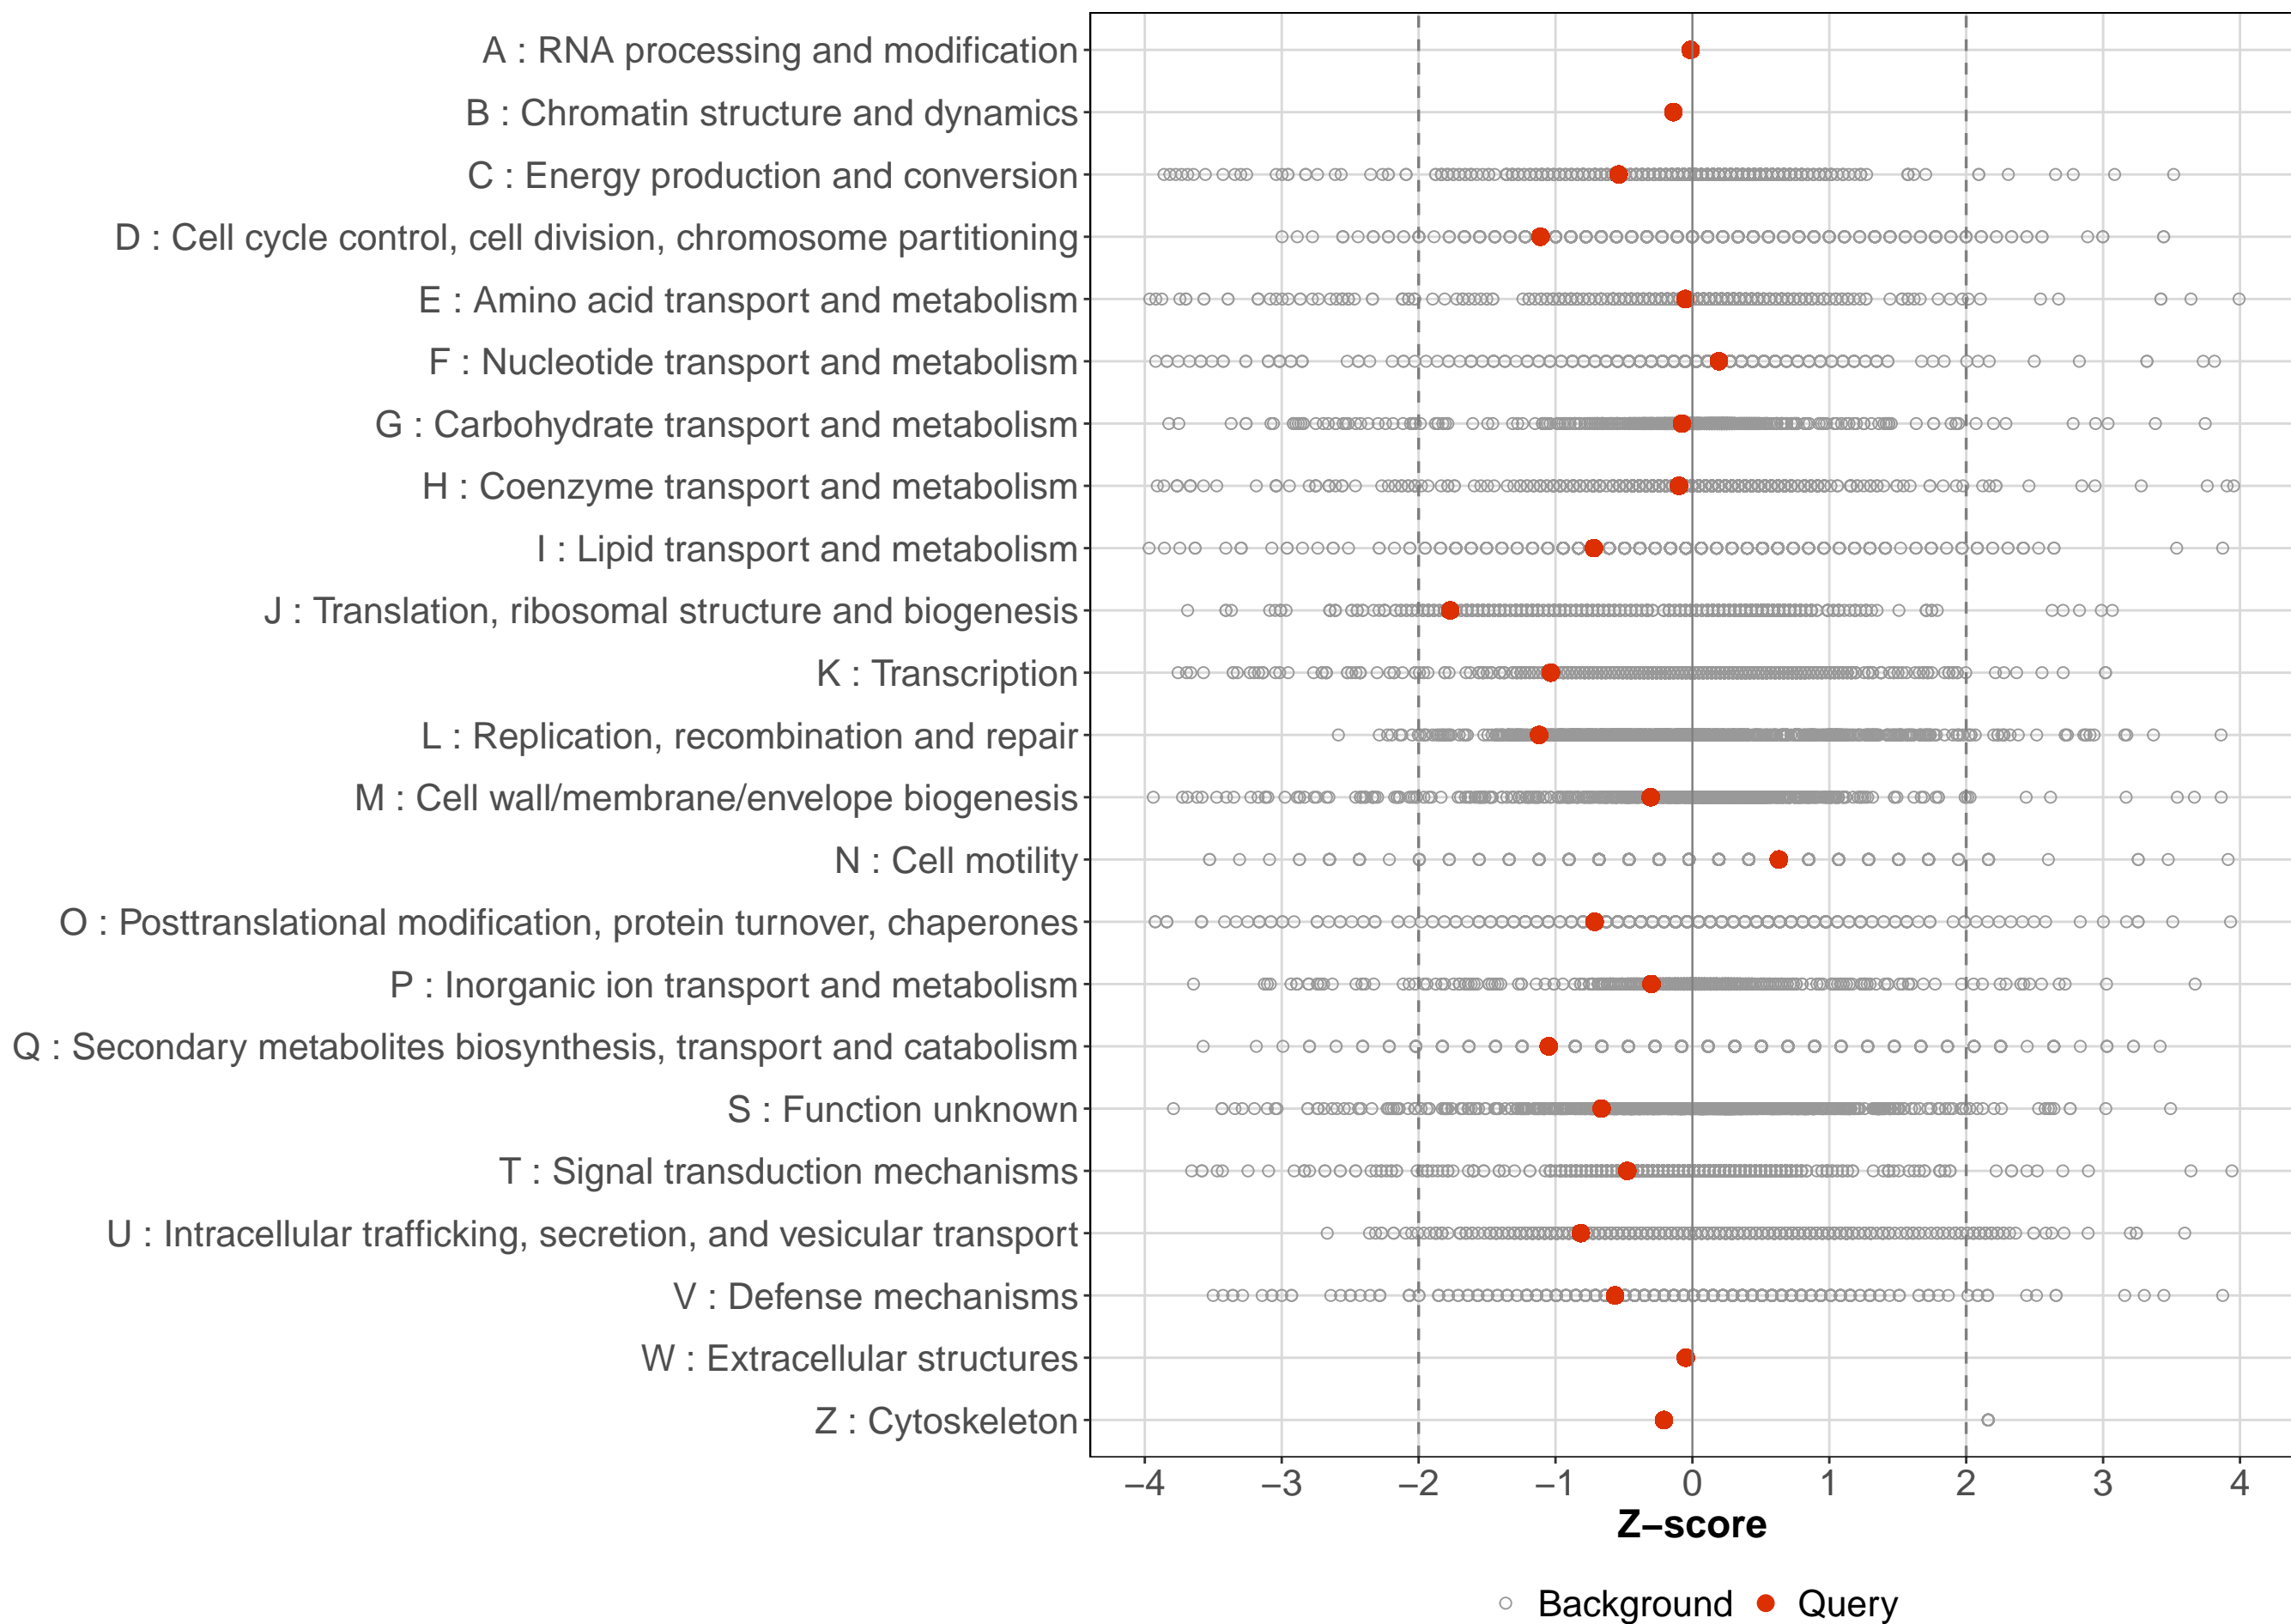 A : RNA processing and modification
B : Chromatin structure and dynamics
C : Energy production and conversion
D : Cell cycle control, cell division, chromosome partitioning
E : Amino acid transport and metabolism
F : Nucleotide transport and metabolism
G : Carbohydrate transport and metabolism
H : Coenzyme transport and metabolism
I : Lipid transport and metabolism
J : Translation, ribosomal structure and biogenesis
K : Transcription
L : Replication, recombination and repair
M : Cell wall/membrane/envelope biogenesis
N : Cell motility
O : Posttranslational modification, protein turnover, chaperones
P : Inorganic ion transport and metabolism
Q : Secondary metabolites biosynthesis, transport and catabolism
S : Function unknown
T : Signal transduction mechanisms
U : Intracellular trafficking, secretion, and vesicular transport
V : Defense mechanisms
W : Extracellular structures
Z : Cytoskeleton
−4 −3 −2 −1 0 1 2 3 4
Z−score
Background Query